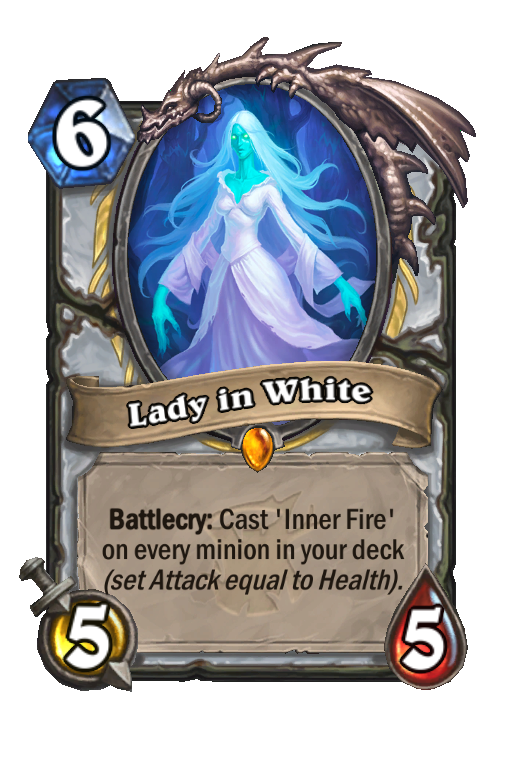 6
Lady in White
Battlecry: Cast 'Inner Fire'
on every minion in your deck
(set Attack equal to Health).
5
5